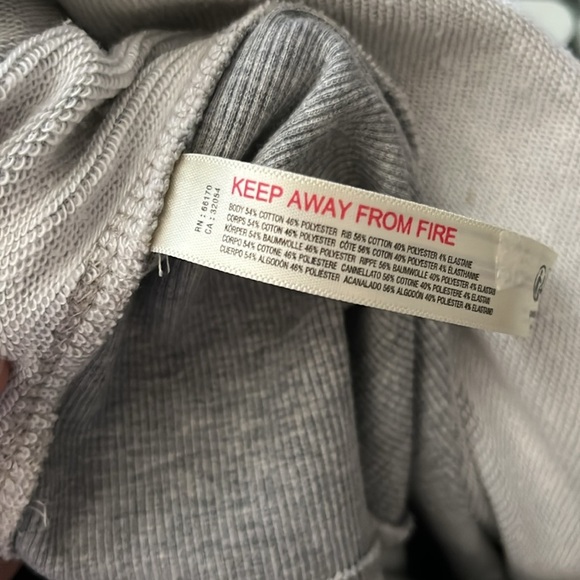 RN : 66170
CA : 32054
KEEP AWAY FROM FIRE
BODY 54% COTTON 46% POLYESTER RIB 56% COTTON 40% POLYESTER 4% ELASTANE
CORPS 54% COTON 46% POLYESTER CÔTE 56% COTON 40% POLYESTER 4% ELASTHANNE
KÖRPER 54% BAUMWOLLE 46% POLYESTER RIPPE 56% BAUMWOLLE 40% POLYESTER 4% ELASTAN
CORPO 54% COTONE 46% POLIESTERE CANNELLATO 56% COTONE 40% POLIESTERE 4% ELASTAN
CUERPO 54% ALGODÓN 46% POLIÉSTER ACANALADO 56% ALGODÓN 40% POLIÉSTER 4% ELASTANO